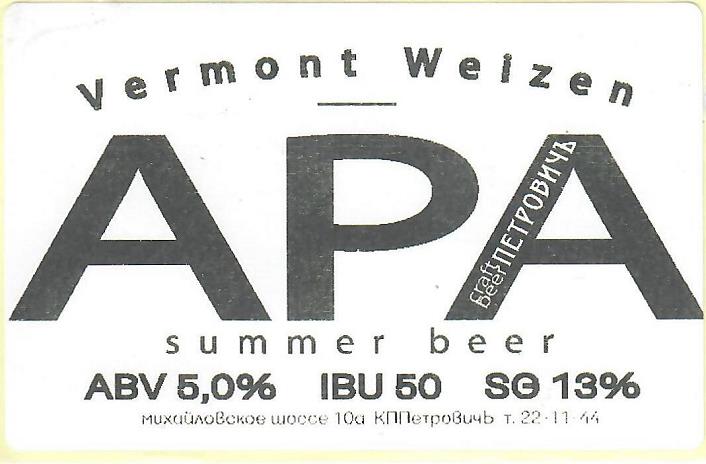 Vermont Weizen
APA
craft
beer
ПЕТРОВИЧЪ
summer beer
ABV 5,0% IBU 50 SG 13%
михайловское шоссе 10а КППетровичЬ т. 22-11-44